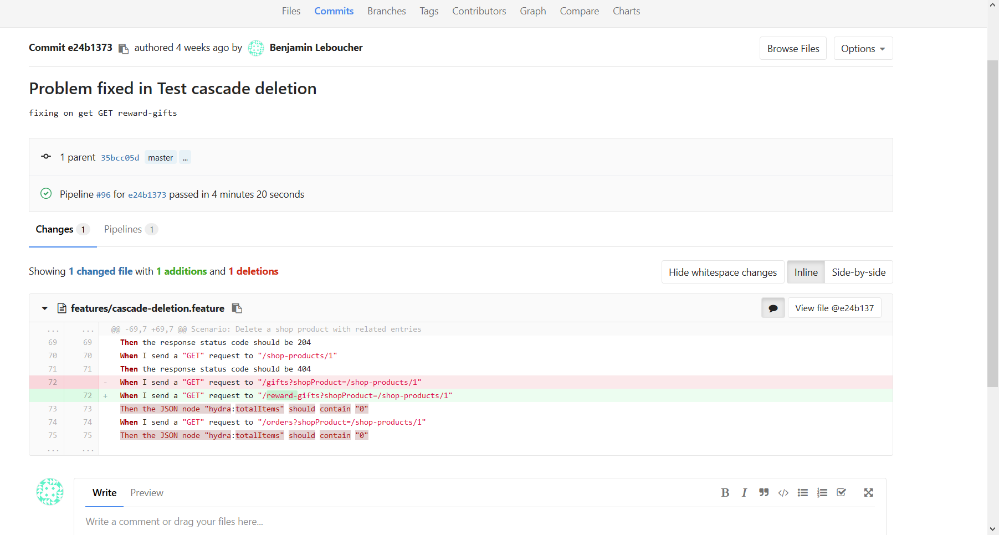 Files Commits Branches Tags Contributors Graph Compare Charts
Commit e24b1373 authored 4 weeks ago by Benjamin Leboucher
Browse Files Options
Problem fixed in Test cascade deletion
fixing on get GET reward-gifts
1 parent 35bcc05d master ...
Pipeline #96 for e24b1373 passed in 4 minutes 20 seconds
Changes 1 Pipelines 1
Showing 1 changed file with 1 additions and 1 deletions
Hide whitespace changes Inline Side-by-side
features/cascade-deletion.feature
View file @e24b137
... ... @@ -69,7 +69,7 @@ Scenario: Delete a shop product with related entries
69 69 Then the response status code should be 204
70 70 When I send a "GET" request to "/shop-products/1"
71 71 Then the response status code should be 404
72 - When I send a "GET" request to "/gifts?shopProduct=/shop-products/1"
72 + When I send a "GET" request to "/reward-gifts?shopProduct=/shop-products/1"
73 73 Then the JSON node "hydra:totalItems" should contain "0"
74 74 When I send a "GET" request to "/orders?shopProduct=/shop-products/1"
75 75 Then the JSON node "hydra:totalItems" should contain "0"
... ...
Write Preview
Write a comment or drag your files here...